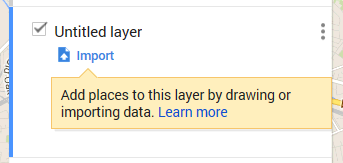 Untitled layer
Import
Add places to this layer by drawing or
importing data. Learn more